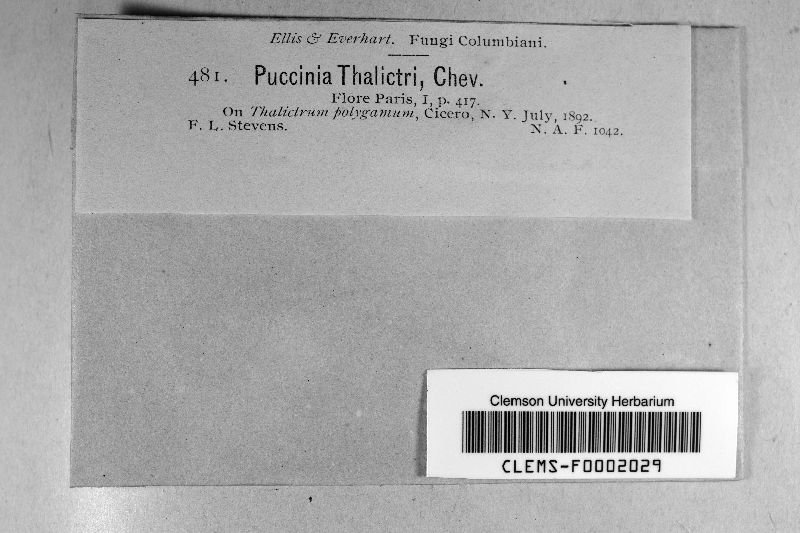 Ellis & Everhart. Fungi Columbiani.
481. Puccinia Thalictri, Chev.
Flore Paris, I, p. 417.
On Thalictrum polygamum, Cicero, N. Y. July, 1892.
F. L. Stevens. N. A. F. 1042.
Clemson University Herbarium
CLEMS-F0002029